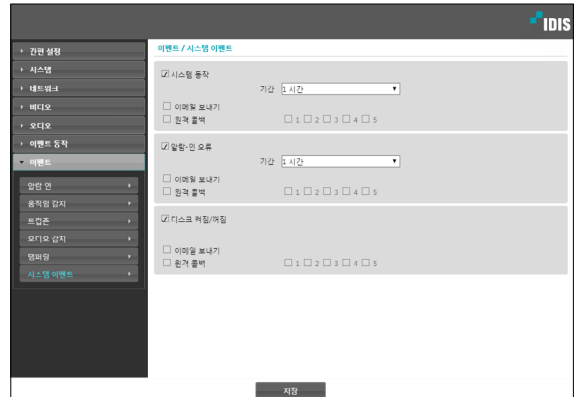 IDIS
간편 설정
시스템
네트워크
비디오
오디오
이벤트 동작
이벤트
알람 인
움직임 감지
트립존
오디오 감지
탬퍼링
시스템 이벤트
이벤트 / 시스템 이벤트
시스템 동작
기간 1 시간
이메일 보내기
원격 콜백 1 2 3 4 5
알람-인 오류
기간 1 시간
이메일 보내기
원격 콜백 1 2 3 4 5
디스크 켜짐/꺼짐
이메일 보내기
원격 콜백 1 2 3 4 5
저장